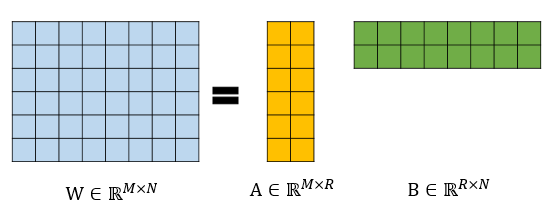 W ∈ ℝ^{M×N}
A ∈ ℝ^{M×R}
B ∈ ℝ^{R×N}